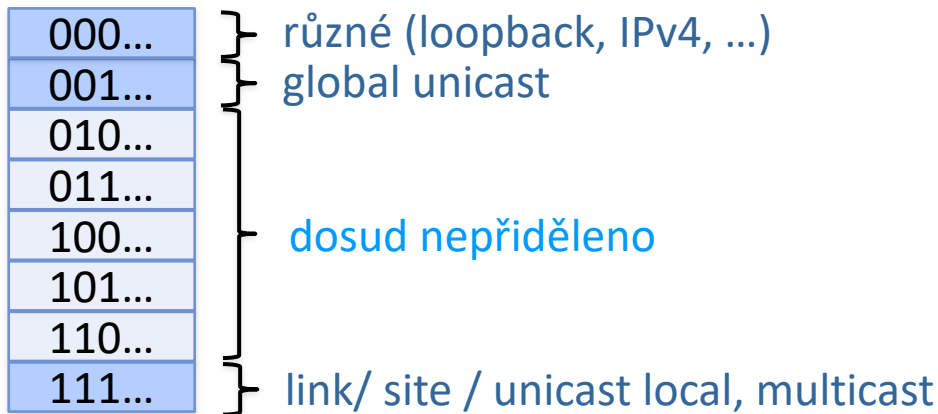 000… různé (loopback, IPv4, …)
001… global unicast
010…
011…
100… dosud nepřiděleno
101…
110…
111… link/ site / unicast local, multicast